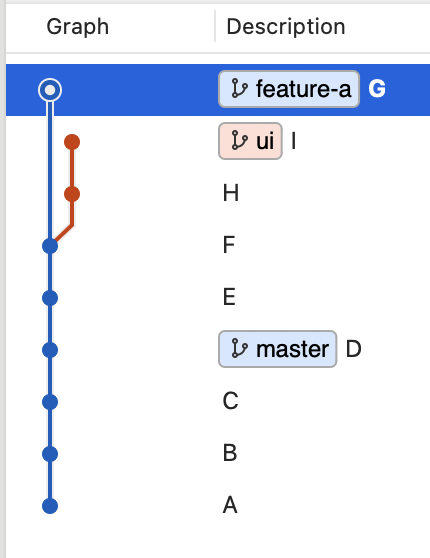 Graph Description
feature-a G
ui I
H
F
E
master D
C
B
A